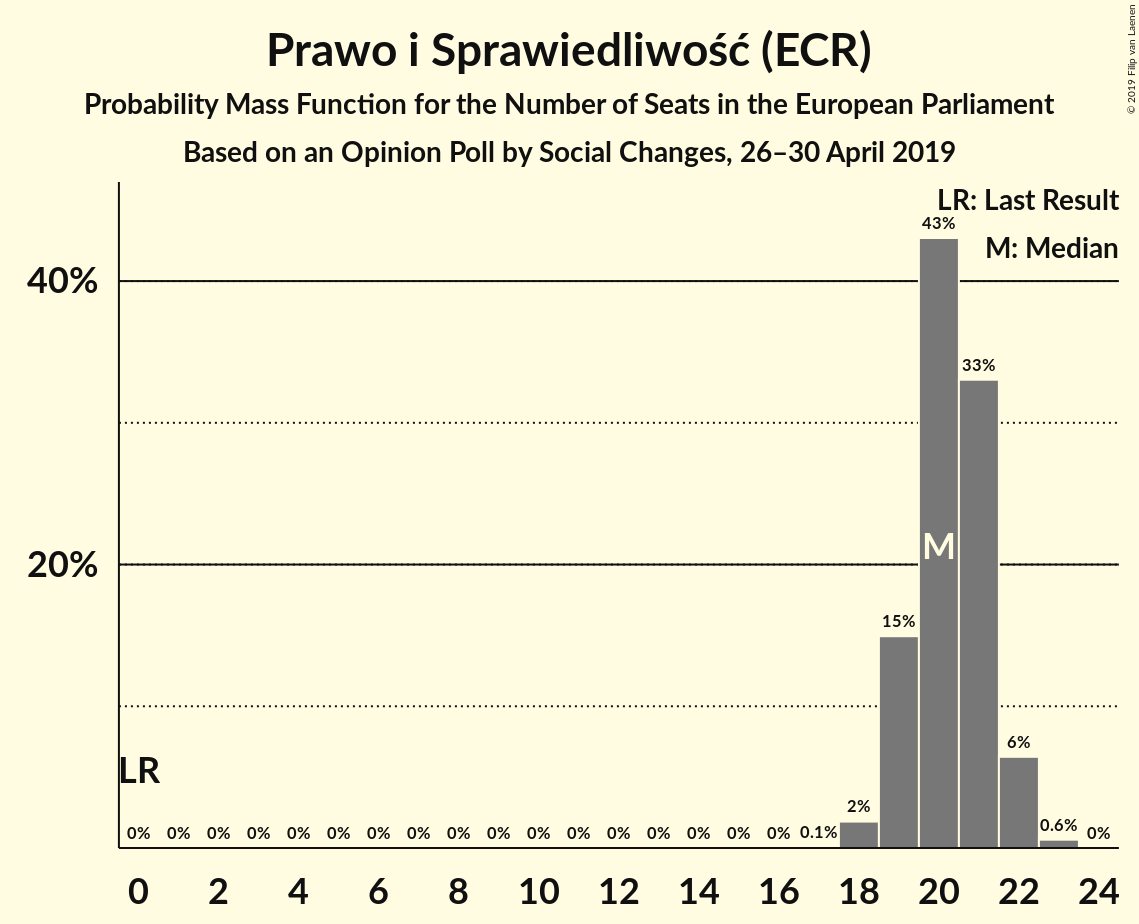 Prawo i Sprawiedliwość (ECR)
Probability Mass Function for the Number of Seats in the European Parliament
Based on an Opinion Poll by Social Changes, 26–30 April 2019
© 2019 Filip van Laenen
LR: Last Result
M: Median
43%
40%
33%
M
20%
15%
6%
LR
2%
0% 0% 0% 0% 0% 0% 0% 0% 0% 0% 0% 0% 0% 0% 0% 0% 0% 0.1% 0.6% 0%
0 2 4 6 8 10 12 14 16 18 20 22 24